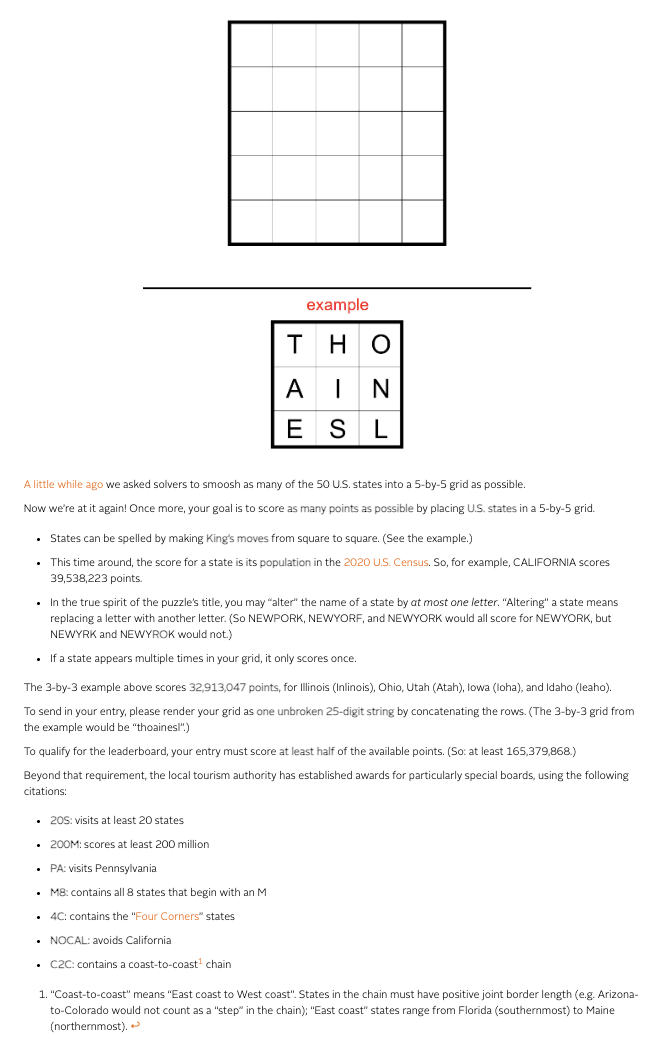 example
T H O
A I N
E S L
A little while ago we asked solvers to smoosh as many of the 50 U.S. states into a 5-by-5 grid as possible.
Now we're at it again! Once more, your goal is to score as many points as possible by placing U.S. states in a 5-by-5 grid.
• States can be spelled by making King's moves from square to square. (See the example.)
• This time around, the score for a state is its population in the 2020 U.S. Census. So, for example, CALIFORNIA scores
39,538,223 points.
• In the true spirit of the puzzle's title, you may "alter" the name of a state by at most one letter. "Altering" a state means
replacing a letter with another letter. (So NEWPORK, NEWYORF, and NEWYORK would all score for NEWYORK, but
NEWYRK and NEWYROK would not.)
• If a state appears multiple times in your grid, it only scores once.
The 3-by-3 example above scores 32,913,047 points, for Illinois (Inlinois), Ohio, Utah (Atah), Iowa (Ioha), and Idaho (Ieaho).
To send in your entry, please render your grid as one unbroken 25-digit string by concatenating the rows. (The 3-by-3 grid from
the example would be "thoainesl".)
To qualify for the leaderboard, your entry must score at least half of the available points. (So: at least 165,379,868.)
Beyond that requirement, the local tourism authority has established awards for particularly special boards, using the following
citations:
• 20S: visits at least 20 states
• 200M: scores at least 200 million
• PA: visits Pennsylvania
• M8: contains all 8 states that begin with an M
• 4C: contains the "Four Corners" states
• NOCAL: avoids California
• C2C: contains a coast-to-coast1 chain
1. "Coast-to-coast" means "East coast to West coast". States in the chain must have positive joint border length (e.g. Arizona-
to-Colorado would not count as a "step" in the chain); "East coast" states range from Florida (southernmost) to Maine
(northernmost). ↩